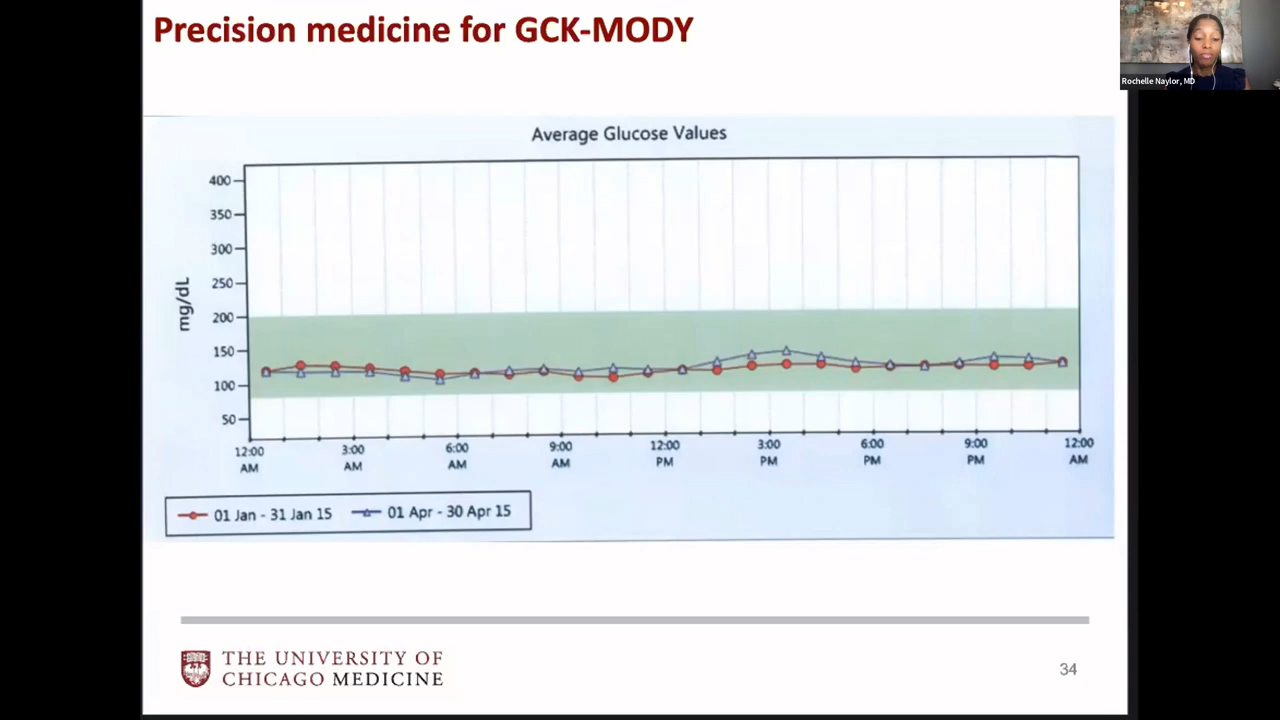 Precision medicine for GCK-MODY
Rochelle Naylor, MD
Average Glucose Values
mg/dL
400
350
300
250
200
150
100
50
12:00 AM
3:00 AM
6:00 AM
9:00 AM
12:00 PM
3:00 PM
6:00 PM
9:00 PM
12:00 AM
01 Jan - 31 Jan 15
01 Apr - 30 Apr 15
THE UNIVERSITY OF
CHICAGO MEDICINE
34